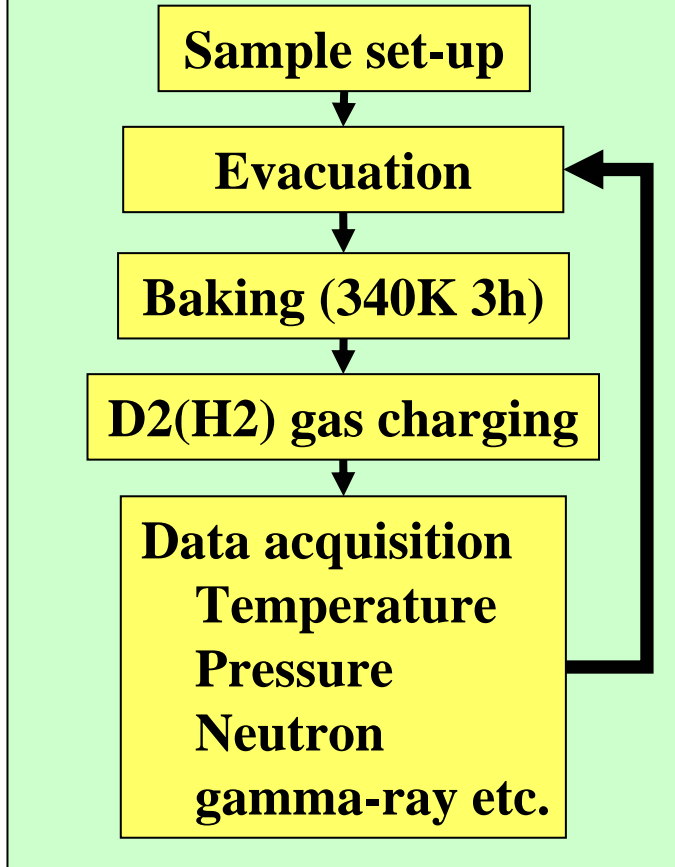 Sample set-up
Evacuation
Baking (340K 3h)
D2(H2) gas charging
Data acquisition
Temperature
Pressure
Neutron
gamma-ray etc.